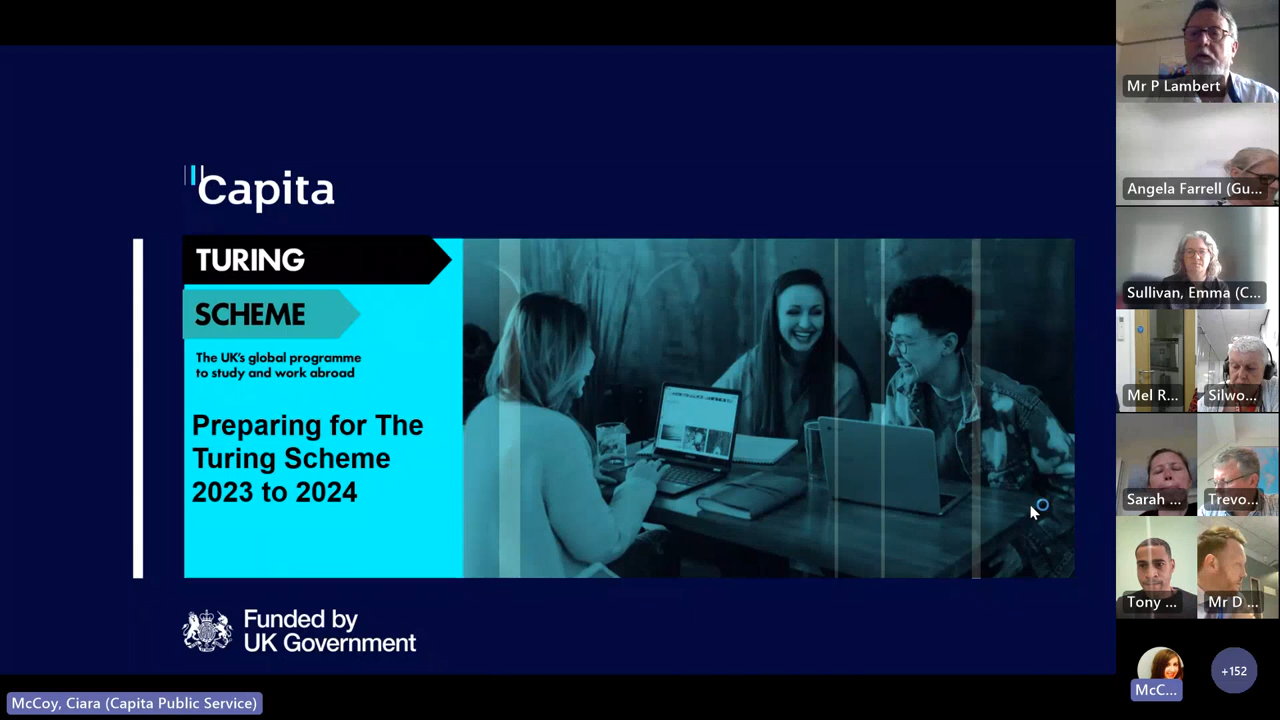 Capita
TURING
SCHEME
The UK's global programme
to study and work abroad
Preparing for The
Turing Scheme
2023 to 2024
Funded by
UK Government
McCoy, Ciara (Capita Public Service)
Mr P Lambert
Angela Farrell (Gu...
Sullivan, Emma (C...
Mel R...
Silwo...
Sarah ...
Trevo...
Tony ...
Mr D ...
McC...
+152